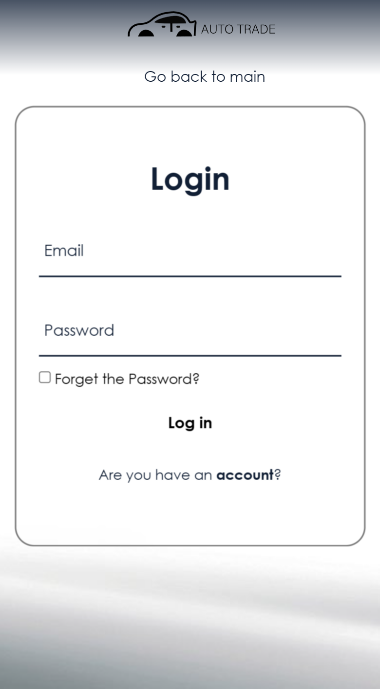 AUTO TRADE
Go back to main
Login
Email
Password
Forget the Password?
Log in
Are you have an account?